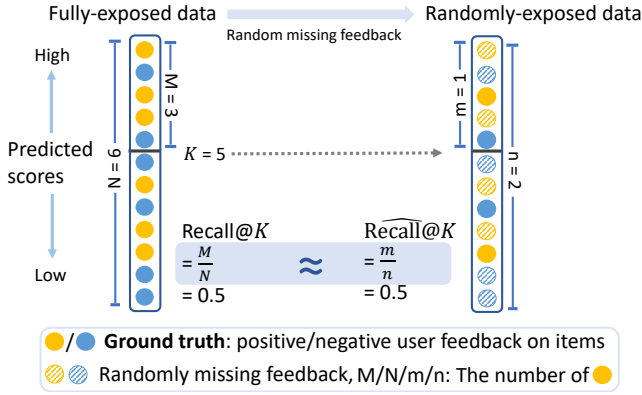 Fully-exposed data
Randomly-exposed data
Random missing feedback
High
Predicted
scores
Low
N = 6
M = 3
K = 5
m = 1
n = 2
Recall@K
= M/N
= 0.5
≈
\widehat{Recall@K}
= m/n
= 0.5
/ Ground truth: positive/negative user feedback on items
Randomly missing feedback, M/N/m/n: The number of